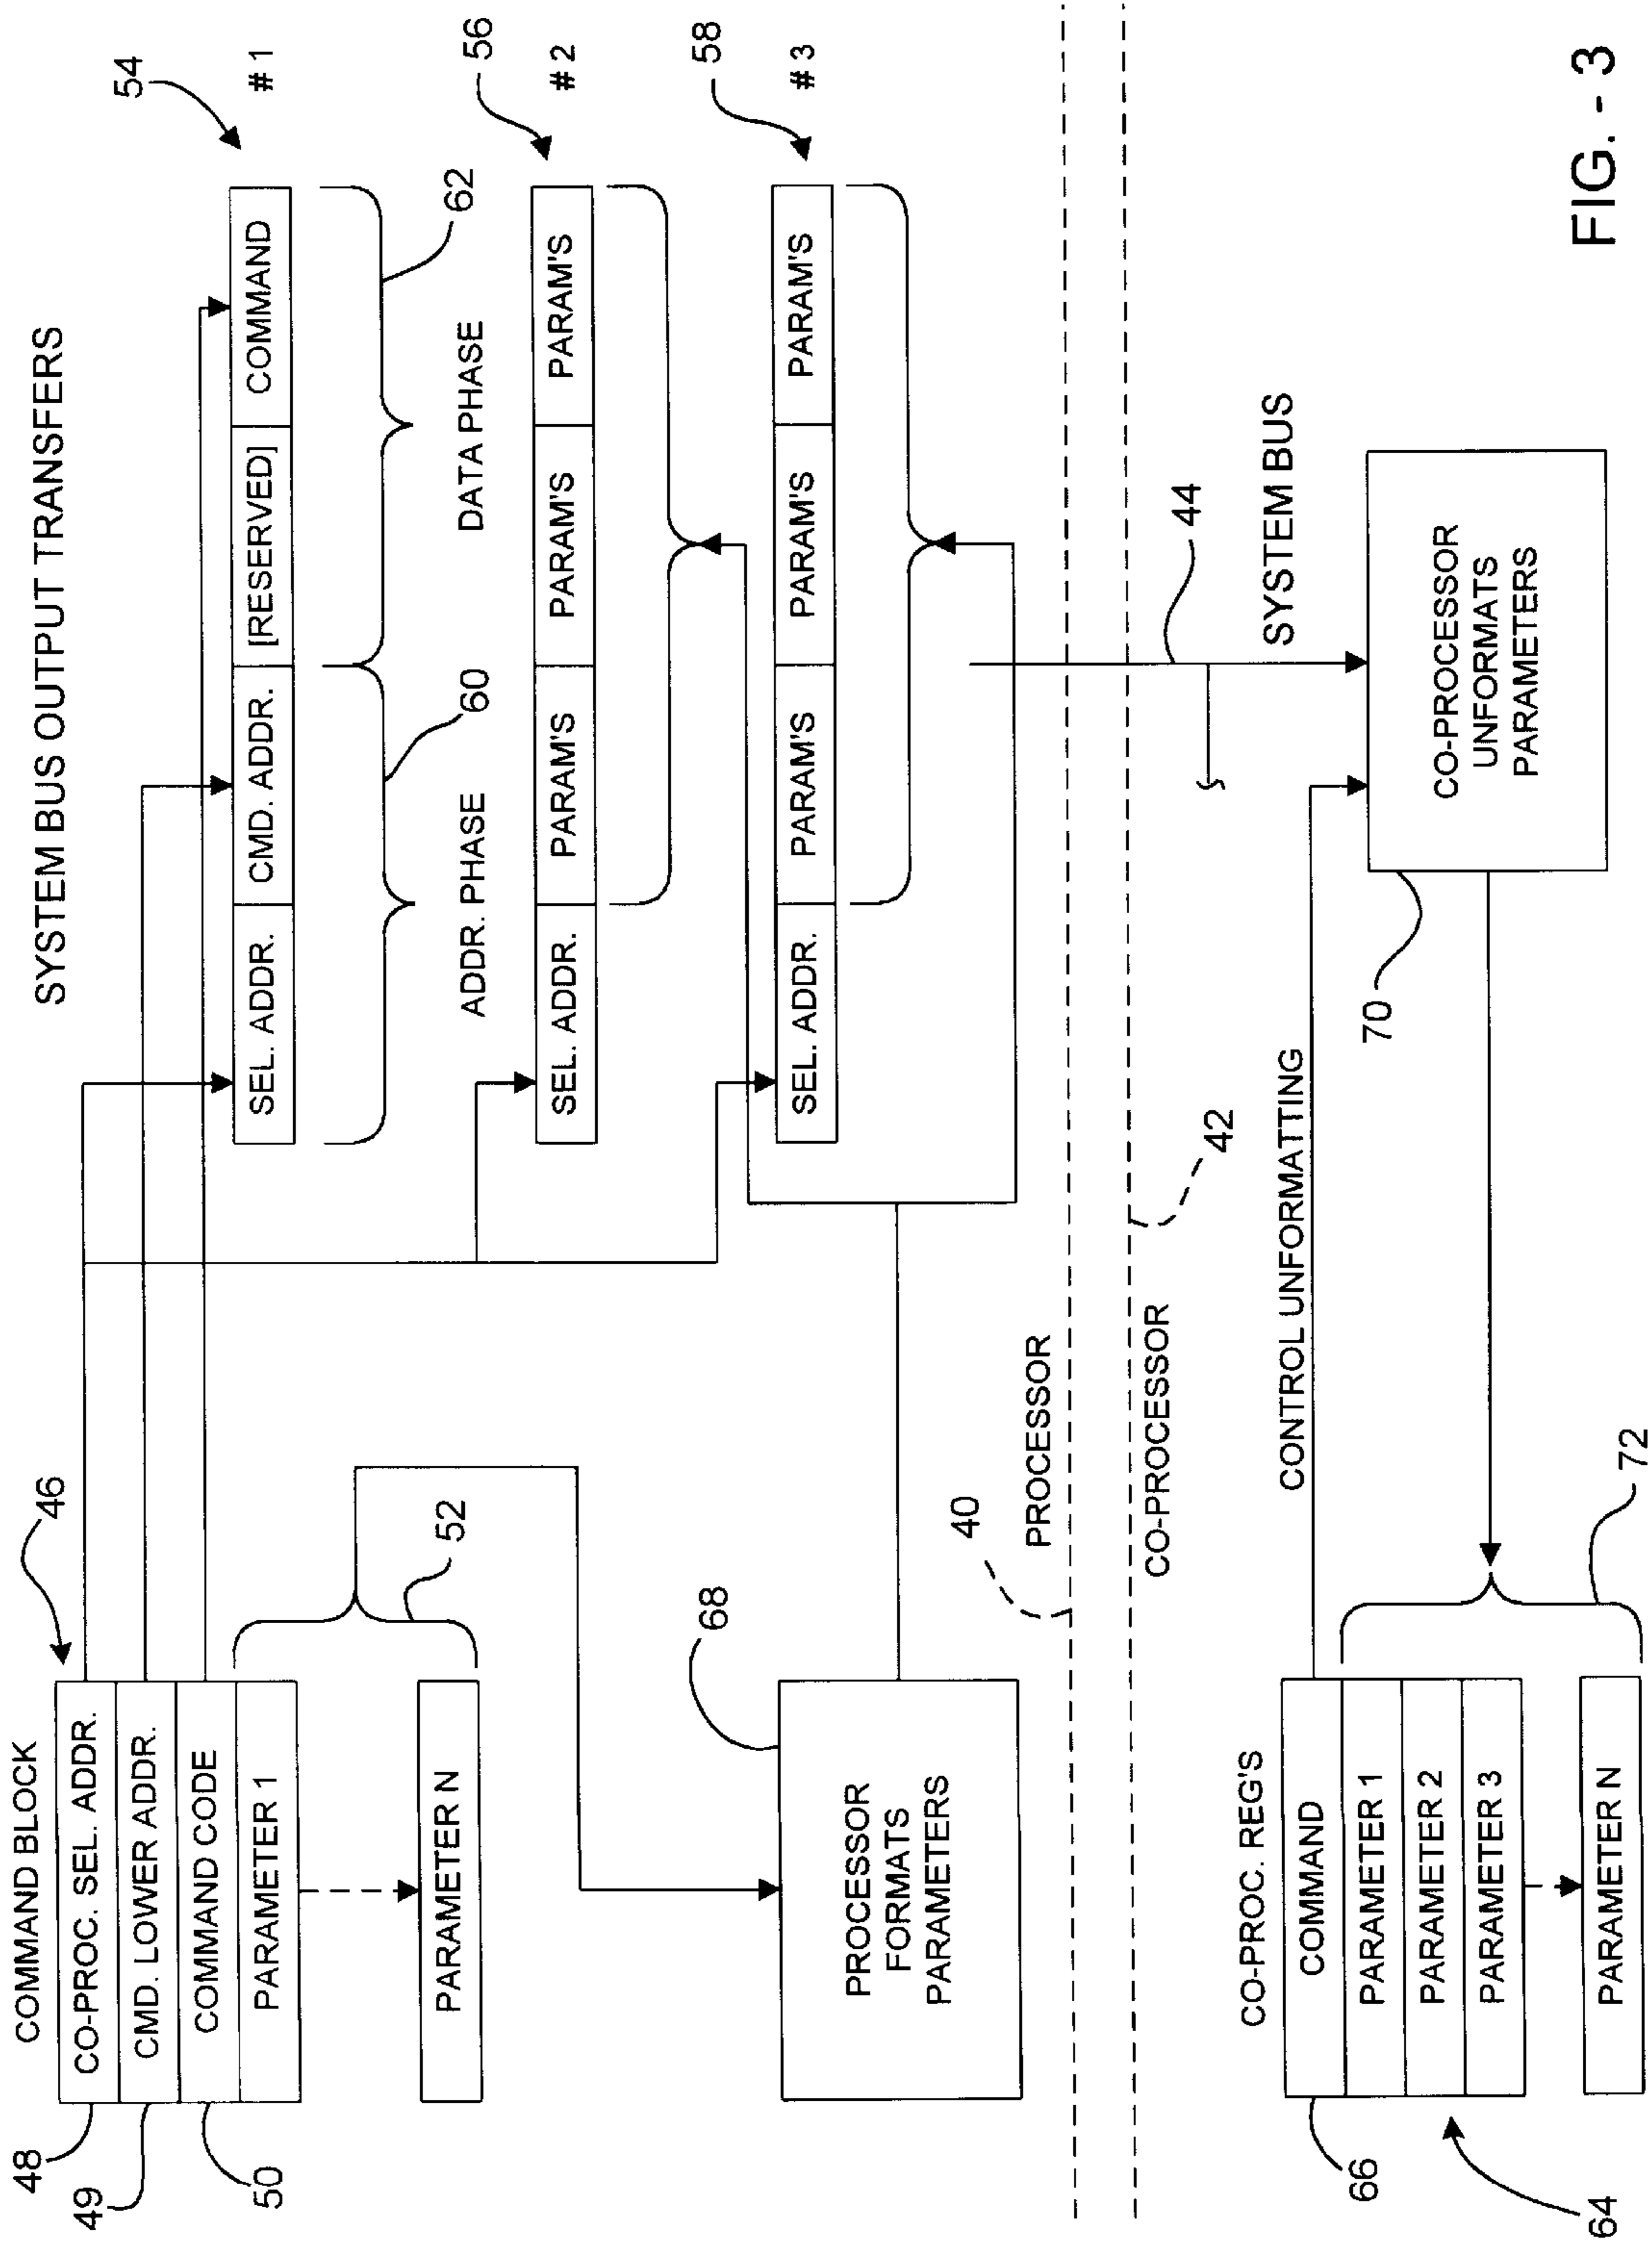 SYSTEM BUS OUTPUT TRANSFERS
COMMAND BLOCK
46
48
CO-PROC. SEL. ADDR.
49
CMD. LOWER ADDR.
50
COMMAND CODE
PARAMETER 1
52
PARAMETER N
54
#1
SEL. ADDR.
CMD. ADDR.
[RESERVED]
COMMAND
60
62
ADDR. PHASE
DATA PHASE
56
#2
SEL. ADDR.
PARAM'S
PARAM'S
PARAM'S
58
#3
SEL. ADDR.
PARAM'S
PARAM'S
PARAM'S
68
PROCESSOR
FORMATS
PARAMETERS
40
PROCESSOR
CO-PROCESSOR
42
44
SYSTEM BUS
CO-PROC. REG'S
CONTROL UNFORMATTING
66
COMMAND
PARAMETER 1
PARAMETER 2
PARAMETER 3
64
PARAMETER N
72
70
CO-PROCESSOR
UNFORMATS
PARAMETERS
FIG. - 3